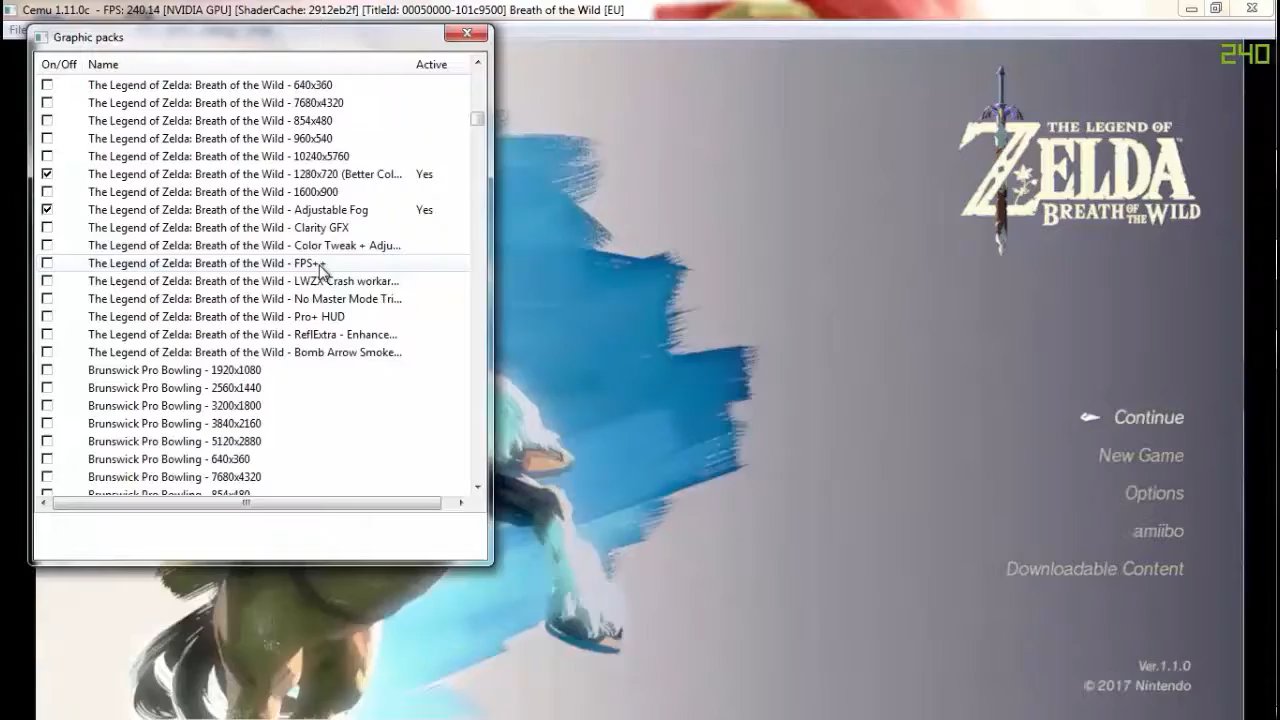 Cemu 1.11.0c - FPS: 240.14 [NVIDIA GPU] [ShaderCache: 2912eb2f] [TitleId: 00050000-101c9500] Breath of the Wild [EU]
Graphic packs
240
On/Off Name Active
The Legend of Zelda: Breath of the Wild - 640x360
The Legend of Zelda: Breath of the Wild - 7680x4320
The Legend of Zelda: Breath of the Wild - 854x480
The Legend of Zelda: Breath of the Wild - 960x540
The Legend of Zelda: Breath of the Wild - 10240x5760
The Legend of Zelda: Breath of the Wild - 1280x720 (Better Col... Yes
The Legend of Zelda: Breath of the Wild - 1600x900
The Legend of Zelda: Breath of the Wild - Adjustable Fog Yes
The Legend of Zelda: Breath of the Wild - Clarity GFX
The Legend of Zelda: Breath of the Wild - Color Tweak + Adju...
The Legend of Zelda: Breath of the Wild - FPS++
The Legend of Zelda: Breath of the Wild - LWZX Crash workar...
The Legend of Zelda: Breath of the Wild - No Master Mode Tri...
The Legend of Zelda: Breath of the Wild - Pro+ HUD
The Legend of Zelda: Breath of the Wild - ReflExtra - Enhance...
The Legend of Zelda: Breath of the Wild - Bomb Arrow Smoke...
Brunswick Pro Bowling - 1920x1080
Brunswick Pro Bowling - 2560x1440
Brunswick Pro Bowling - 3200x1800
Brunswick Pro Bowling - 3840x2160
Brunswick Pro Bowling - 5120x2880
Brunswick Pro Bowling - 640x360
Brunswick Pro Bowling - 7680x4320
Brunswick Pro Bowling - 854x480
THE LEGEND OF
ZELDA
BREATH OF THE WILD
Continue
New Game
Options
amiibo
Downloadable Content
Ver.1.1.0
© 2017 Nintendo